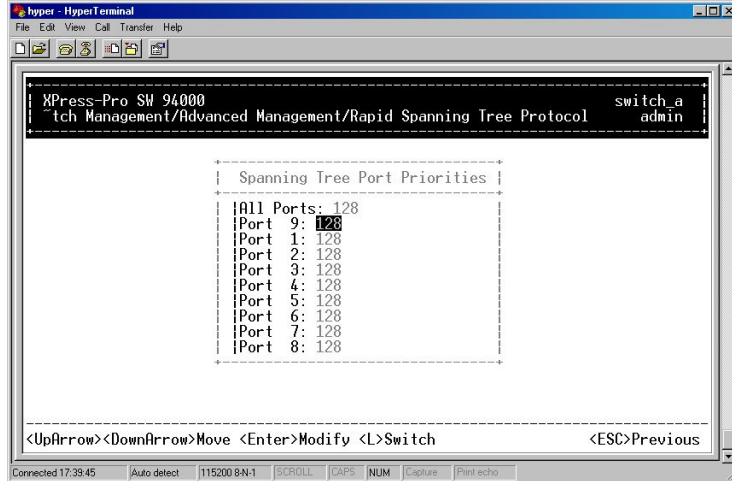 hyper - HyperTerminal
File Edit View Call Transfer Help
XPress-Pro SW 94000 switch_a
~tch Management/Advanced Management/Rapid Spanning Tree Protocol admin
Spanning Tree Port Priorities
All Ports: 128
Port 9: 128
Port 1: 128
Port 2: 128
Port 3: 128
Port 4: 128
Port 5: 128
Port 6: 128
Port 7: 128
Port 8: 128
<UpArrow><DownArrow>Move <Enter>Modify <L>Switch <ESC>Previous
Connected 17:39:45 Auto detect 115200 8-N-1 SCROLL CAPS NUM Capture Print echo